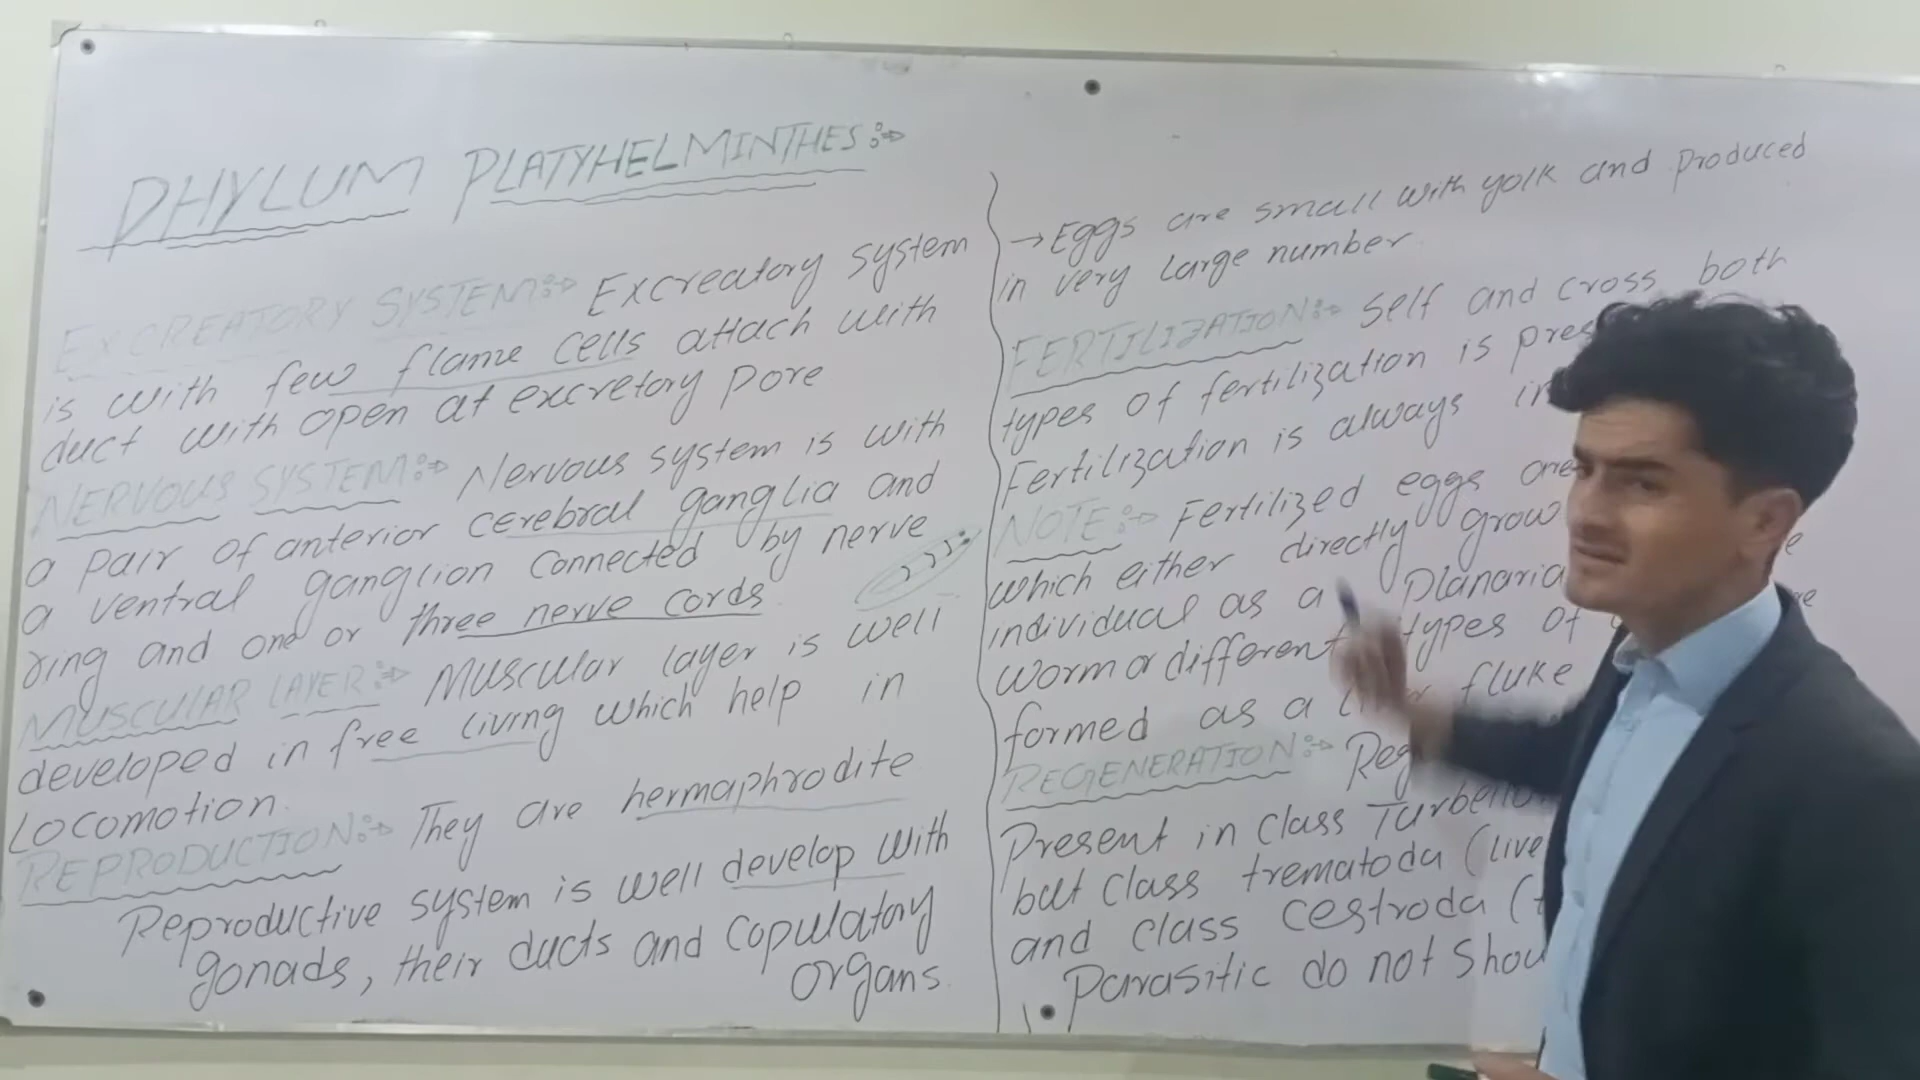 PHYLUM PLATYHELMINTHES:⇒
EXCREATORY SYSTEM:⇒ Excreatory system
is with few flame cells attach with
duct with open at excretory pore
NERVOUS SYSTEM:⇒ Nervous system is with
a pair of anterior cerebral ganglia and
a ventral ganglion connected by nerve
ring and one or three nerve cords.
MUSCULAR LAYER:⇒ Muscular layer is well
developed in free living which help in
Locomotion.
REPRODUCTION:⇒ They are hermaphrodite
Reproductive system is well develop with
gonads, their ducts and copulatory
organs.
→ Eggs are small with yolk and produced
in very large number
FERTILIZATION:⇒ Self and cross both
types of fertilization is pres
Fertilization is always in
NOTE:⇒ Fertilized eggs are
which either directly grow
individual as a Planaria
worm or different types of
formed as a fluke
REGENERATION:⇒ Reg
Present in class Turbella
but class trematoda (live
and class cestroda (t
Parasitic do not show